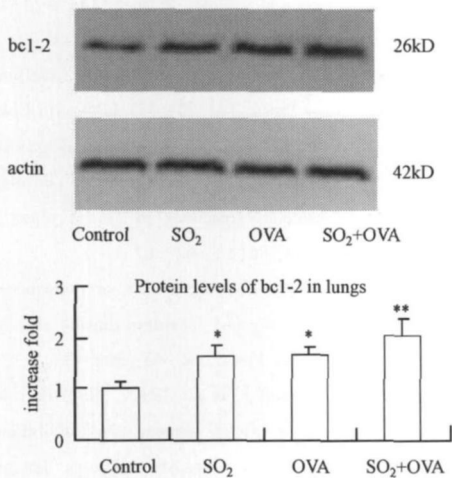 bc1-2 26kD
actin 42kD
Control SO₂ OVA SO₂+OVA
Protein levels of bc1-2 in lungs
increase fold
3
2
1
0
* * **
Control SO₂ OVA SO₂+OVA